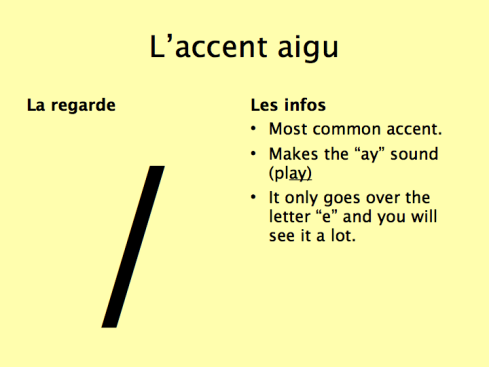 L’accent aigu
La regarde
/
Les infos
• Most common accent.
• Makes the “ay” sound
(play)
• It only goes over the
letter “e” and you will
see it a lot.